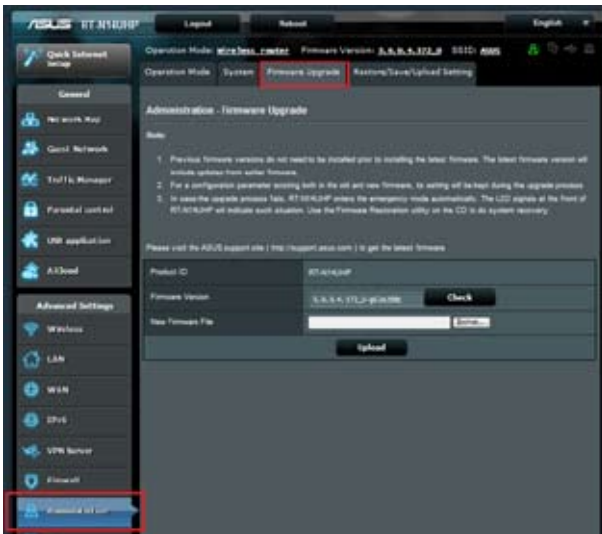 ASUS RT-N14UHP Logout Reboot English
Quick Internet Setup
Operation Mode: Wireless router Firmware Version: 3.0.0.4.372_0 SSID: ASUS
Operation Mode System Firmware Upgrade Restore/Save/Upload Setting
General
Network Map
Guest Network
Traffic Manager
Parental control
USB application
AiCloud
Advanced Settings
Wireless
LAN
WAN
IPv6
VPN Server
Firewall
Administration
Administration - Firmware Upgrade
Note:
1. Previous firmware versions do not need to be installed prior to installing the latest firmware. The latest firmware version will
include updates from earlier firmware.
2. For a configuration parameter existing both in the old and new firmware, its setting will be kept during the upgrade process.
3. In case the upgrade process fails, RT-N14UHP enters the emergency mode automatically. The LED signals at the front of
RT-N14UHP will indicate such situation. Use the Firmware Restoration utility on the CD to do system recovery.
Please visit the ASUS support site ( http://support.asus.com ) to get the latest firmware
Product ID RT-N14UHP
Firmware Version Check
New Firmware File Browse...
Upload